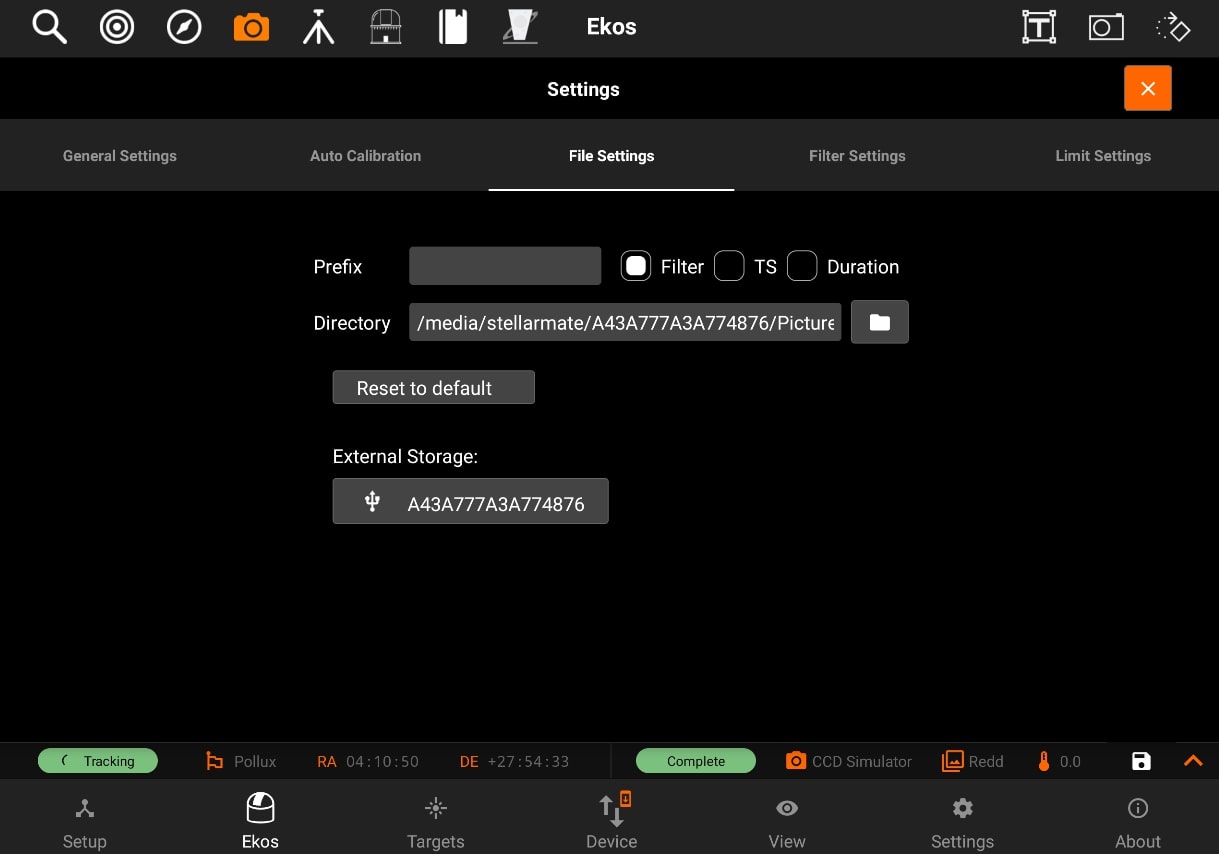 Ekos
Settings
General Settings Auto Calibration File Settings Filter Settings Limit Settings
Prefix Filter TS Duration
Directory /media/stellarmate/A43A777A3A774876/Picture
Reset to default
External Storage:
A43A777A3A774876
Tracking Pollux RA 04:10:50 DE +27:54:33 Complete CCD Simulator Redd 0.0
Setup Ekos Targets Device View Settings About